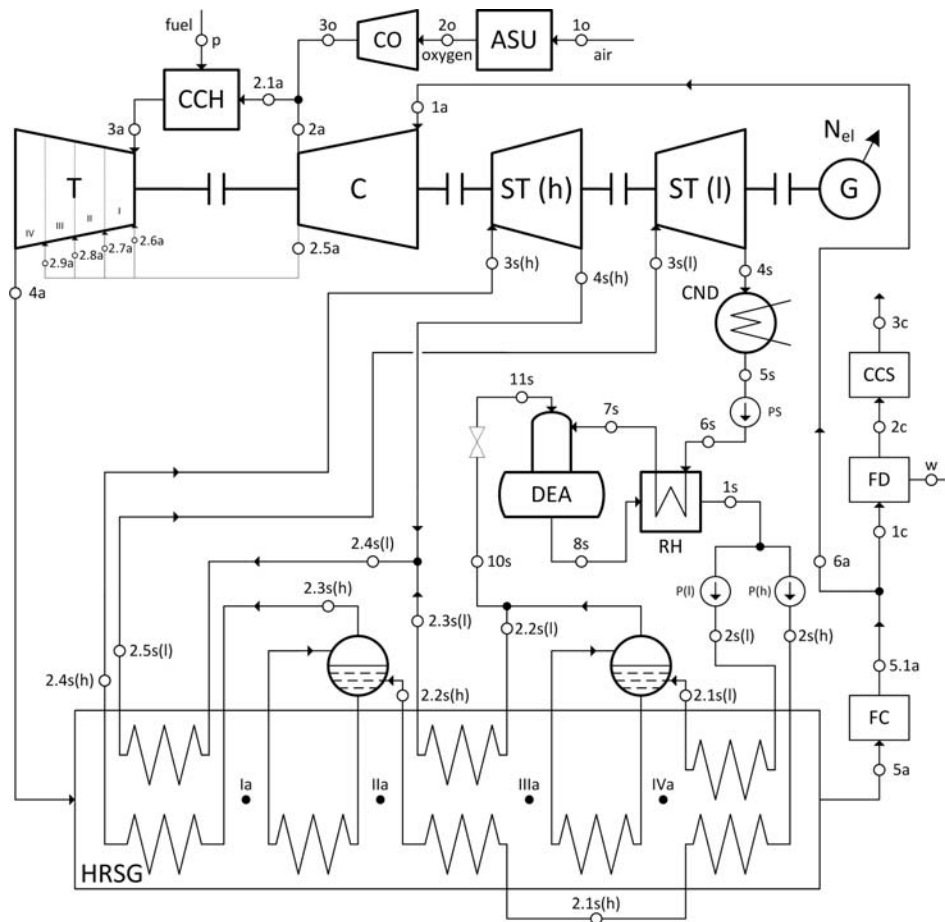 fuel
p
3o
CO
2o
oxygen
ASU
1o
air
CCH
2.1a
3a
2a
1a
T
C
ST (h)
ST (l)
N el
G
IV
III
II
I
2.9a
2.8a
2.7a
2.6a
2.5a
4a
3s(h)
4s(h)
3s(l)
4s
CND
3c
CCS
5s
PS
11s
7s
6s
2c
DEA
FD
w
RH
1s
8s
1c
2.4s(l)
10s
6a
2.3s(h)
P(l)
P(h)
2.3s(l)
2.2s(l)
2s(l)
2s(h)
2.5s(l)
2.4s(h)
2.2s(h)
2.1s(l)
5.1a
FC
5a
Ia
IIa
IIIa
IVa
HRSG
2.1s(h)